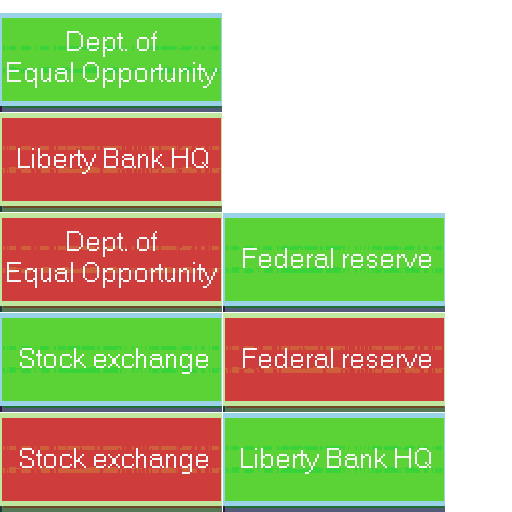 Dept. of
Equal Opportunity
Liberty Bank HQ
Dept. of
Equal Opportunity
Federal reserve
Stock exchange
Federal reserve
Stock exchange
Liberty Bank HQ